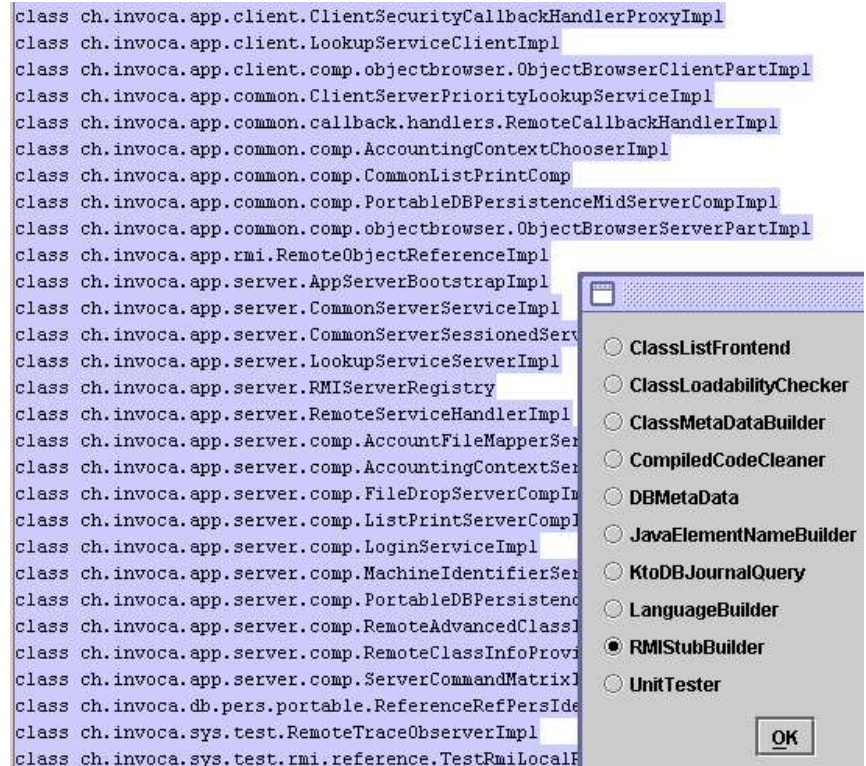 class ch.invoca.app.client.ClientSecurityCallbackHandlerProxyImpl
class ch.invoca.app.client.LookupServiceClientImpl
class ch.invoca.app.client.comp.objectbrowser.ObjectBrowserClientPartImpl
class ch.invoca.app.common.ClientServerPriorityLookupServiceImpl
class ch.invoca.app.common.callback.handlers.RemoteCallbackHandlerImpl
class ch.invoca.app.common.comp.AccountingContextChooserImpl
class ch.invoca.app.common.comp.CommonListPrintComp
class ch.invoca.app.common.comp.PortableDBPersistenceMidServerCompImpl
class ch.invoca.app.common.comp.objectbrowser.ObjectBrowserServerPartImpl
class ch.invoca.app.rmi.RemoteObjectReferenceImpl
class ch.invoca.app.server.AppServerBootstrapImpl
class ch.invoca.app.server.CommonServerServiceImpl
class ch.invoca.app.server.CommonServerSessionedServ
class ch.invoca.app.server.LookupServiceServerImpl
class ch.invoca.app.server.RMIServerRegistry
class ch.invoca.app.server.RemoteServiceHandlerImpl
class ch.invoca.app.server.comp.AccountFileMapperSer
class ch.invoca.app.server.comp.AccountingContextSer
class ch.invoca.app.server.comp.FileDropServerCompIm
class ch.invoca.app.server.comp.ListPrintServerCompI
class ch.invoca.app.server.comp.LoginServiceImpl
class ch.invoca.app.server.comp.MachineIdentifierSer
class ch.invoca.app.server.comp.PortableDBPersistenc
class ch.invoca.app.server.comp.RemoteAdvancedClassI
class ch.invoca.app.server.comp.RemoteClassInfoProvi
class ch.invoca.app.server.comp.ServerCommandMatrixI
class ch.invoca.db.pers.portable.ReferenceRefPersIde
class ch.invoca.sys.test.RemoteTraceObserverImpl
class ch.invoca.sys.test.rmi.reference.TestRmiLocalR
ClassListFrontend
ClassLoadabilityChecker
ClassMetaDataBuilder
CompiledCodeCleaner
DBMetaData
JavaElementNameBuilder
KtoDBJournalQuery
LanguageBuilder
RMIStubBuilder
UnitTester
OK